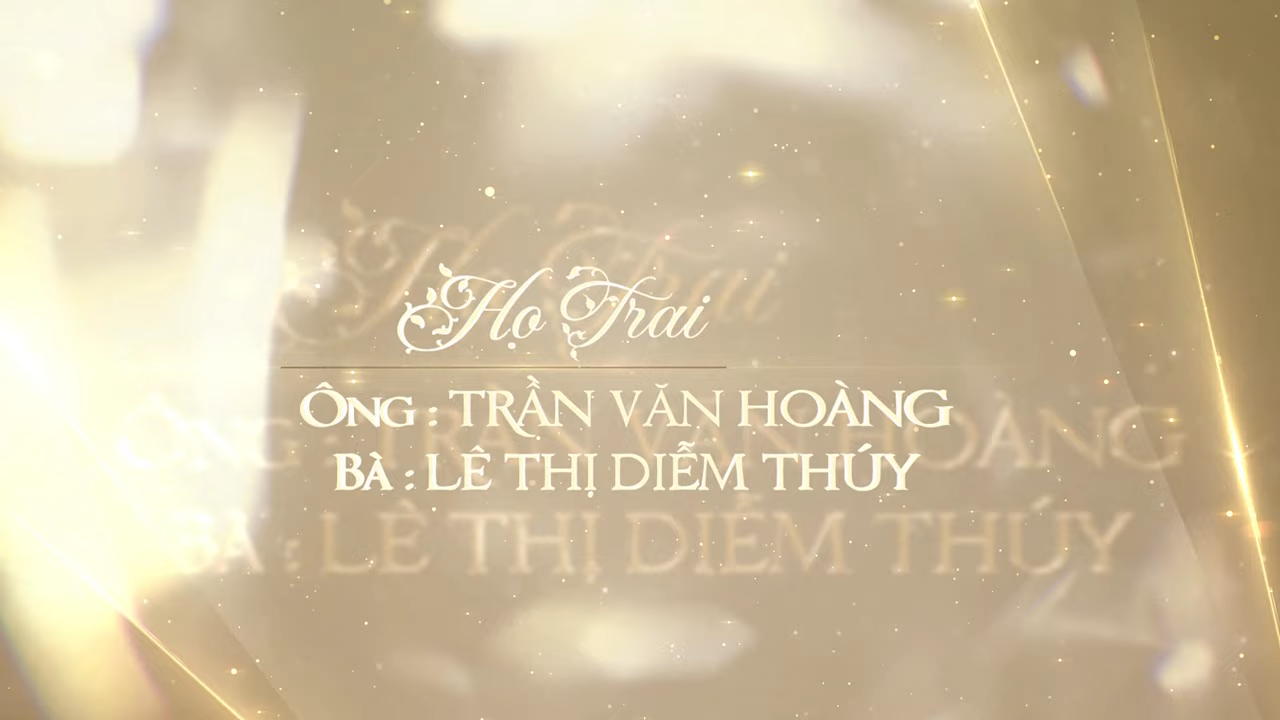 Họ Trai
Ông : TRẦN VĂN HOÀNG
Bà : LÊ THỊ DIỄM THÚY